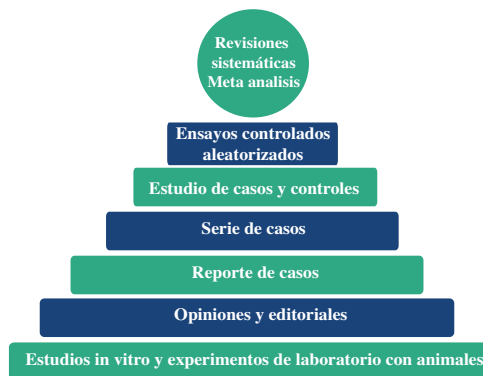 Revisiones
sistemáticas
Meta analisis
Ensayos controlados
aleatorizados
Estudio de casos y controles
Serie de casos
Reporte de casos
Opiniones y editoriales
Estudios in vitro y experimentos de laboratorio con animales